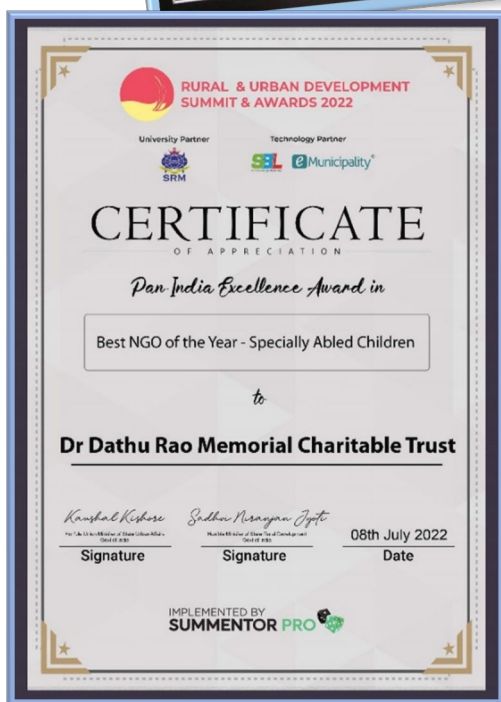 RURAL & URBAN DEVELOPMENT
SUMMIT & AWARDS 2022
University Partner
Technology Partner
SRM
SBL
eMunicipality
CERTIFICATE
OF APPRECIATION
Pan India Excellence Award in
Best NGO of the Year - Specially Abled Children
to
Dr Dathu Rao Memorial Charitable Trust
Kaushal Kishore
Sadhvi Niranjan Jyoti
08th July 2022
Signature
Signature
Date
IMPLEMENTED BY
SUMMENTOR PRO